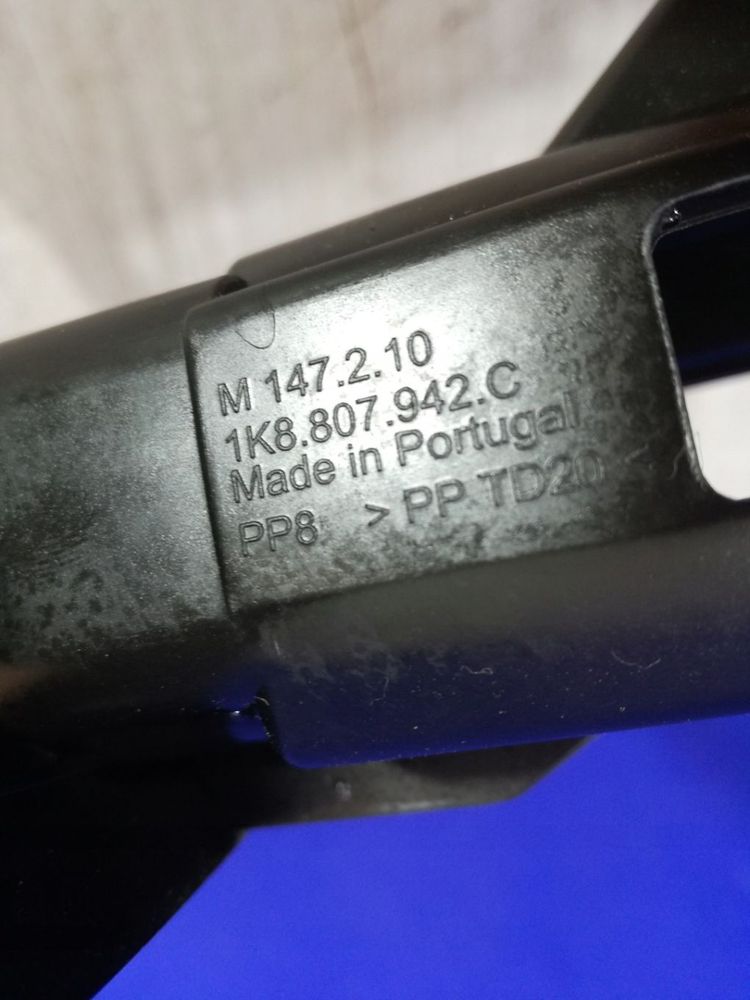 M 147.2.10
1K8.807.942.C
Made in Portugal
PP8 > PP TD20 <